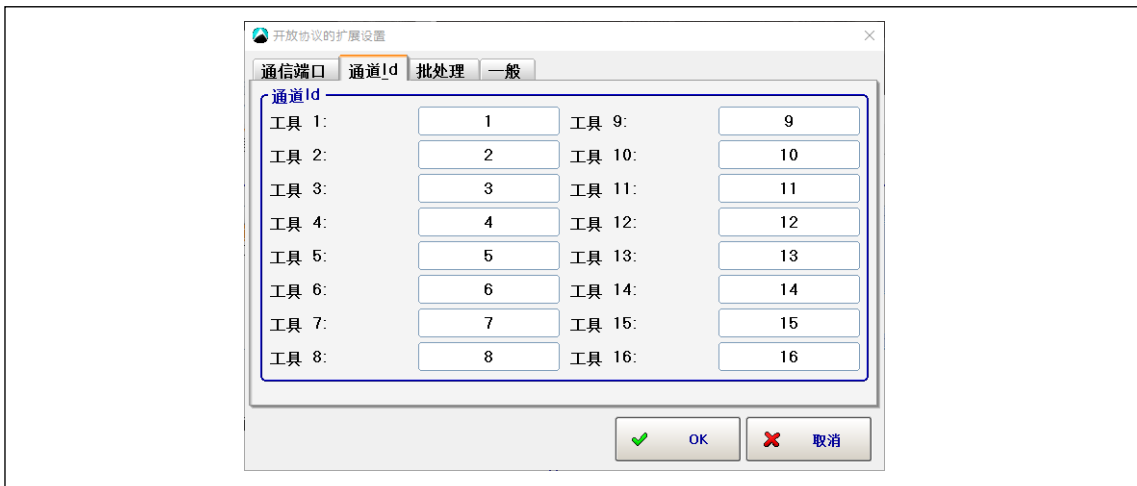 开放协议的扩展设置
通信端口 通道Id 批处理 一般
通道Id
工具 1: 1 工具 9: 9
工具 2: 2 工具 10: 10
工具 3: 3 工具 11: 11
工具 4: 4 工具 12: 12
工具 5: 5 工具 13: 13
工具 6: 6 工具 14: 14
工具 7: 7 工具 15: 15
工具 8: 8 工具 16: 16
OK 取消